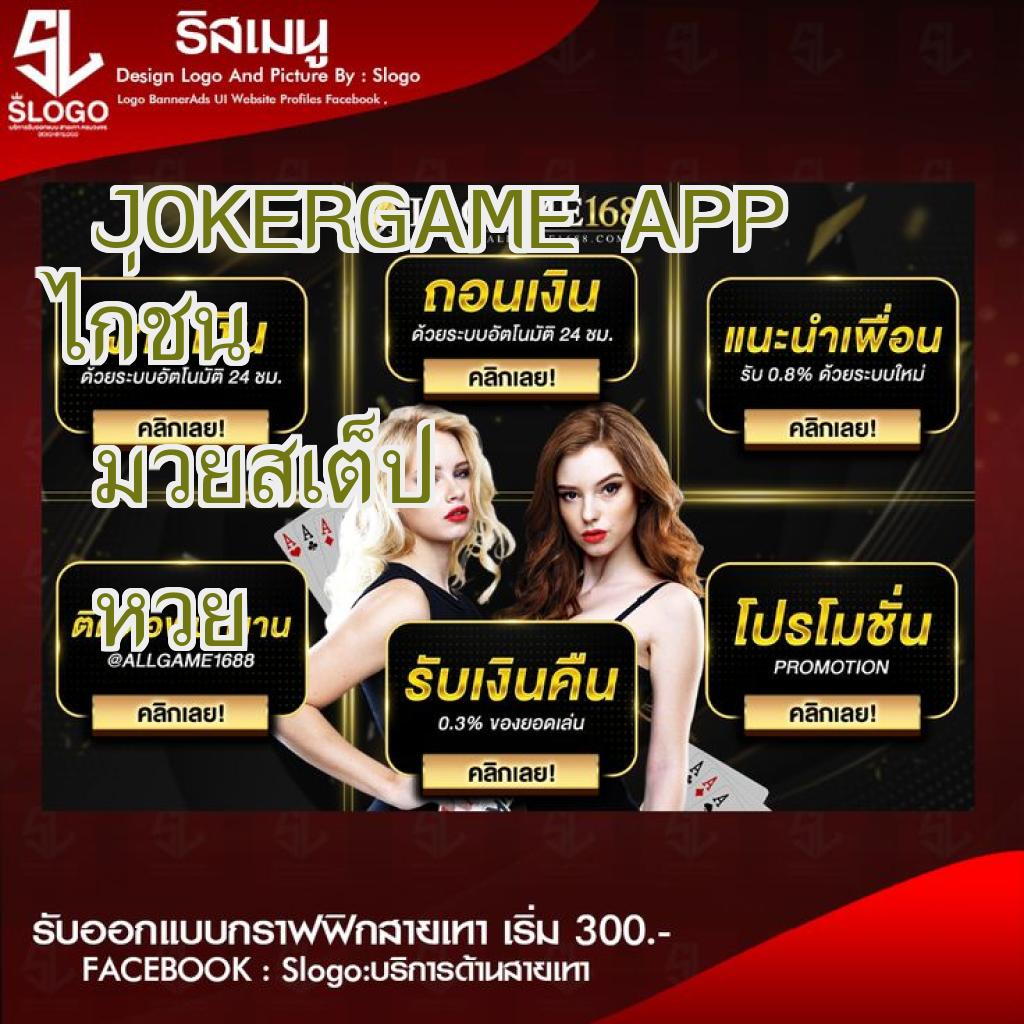 SLOGO
ริสเมนู
Design Logo And Picture By : Slogo
Logo BannerAds UI Website Profiles Facebook .
JOKERGAME APP
ไก่ชน
มวยสเต็ป
หวย
ด้วยระบบอัตโนมัติ 24 ชม.
คลิกเลย!
ถอนเงิน
ด้วยระบบอัตโนมัติ 24 ชม.
คลิกเลย!
แนะนำเพื่อน
รับ 0.8% ด้วยระบบใหม่
คลิกเลย!
@ALLGAME1688
คลิกเลย!
รับเงินคืน
0.3% ของยอดเล่น
คลิกเลย!
โปรโมชั่น
PROMOTION
คลิกเลย!
รับออกแบบกราฟฟิกสายเทา เริ่ม 300.-
FACEBOOK : Slogo:บริการด้านสายเทา